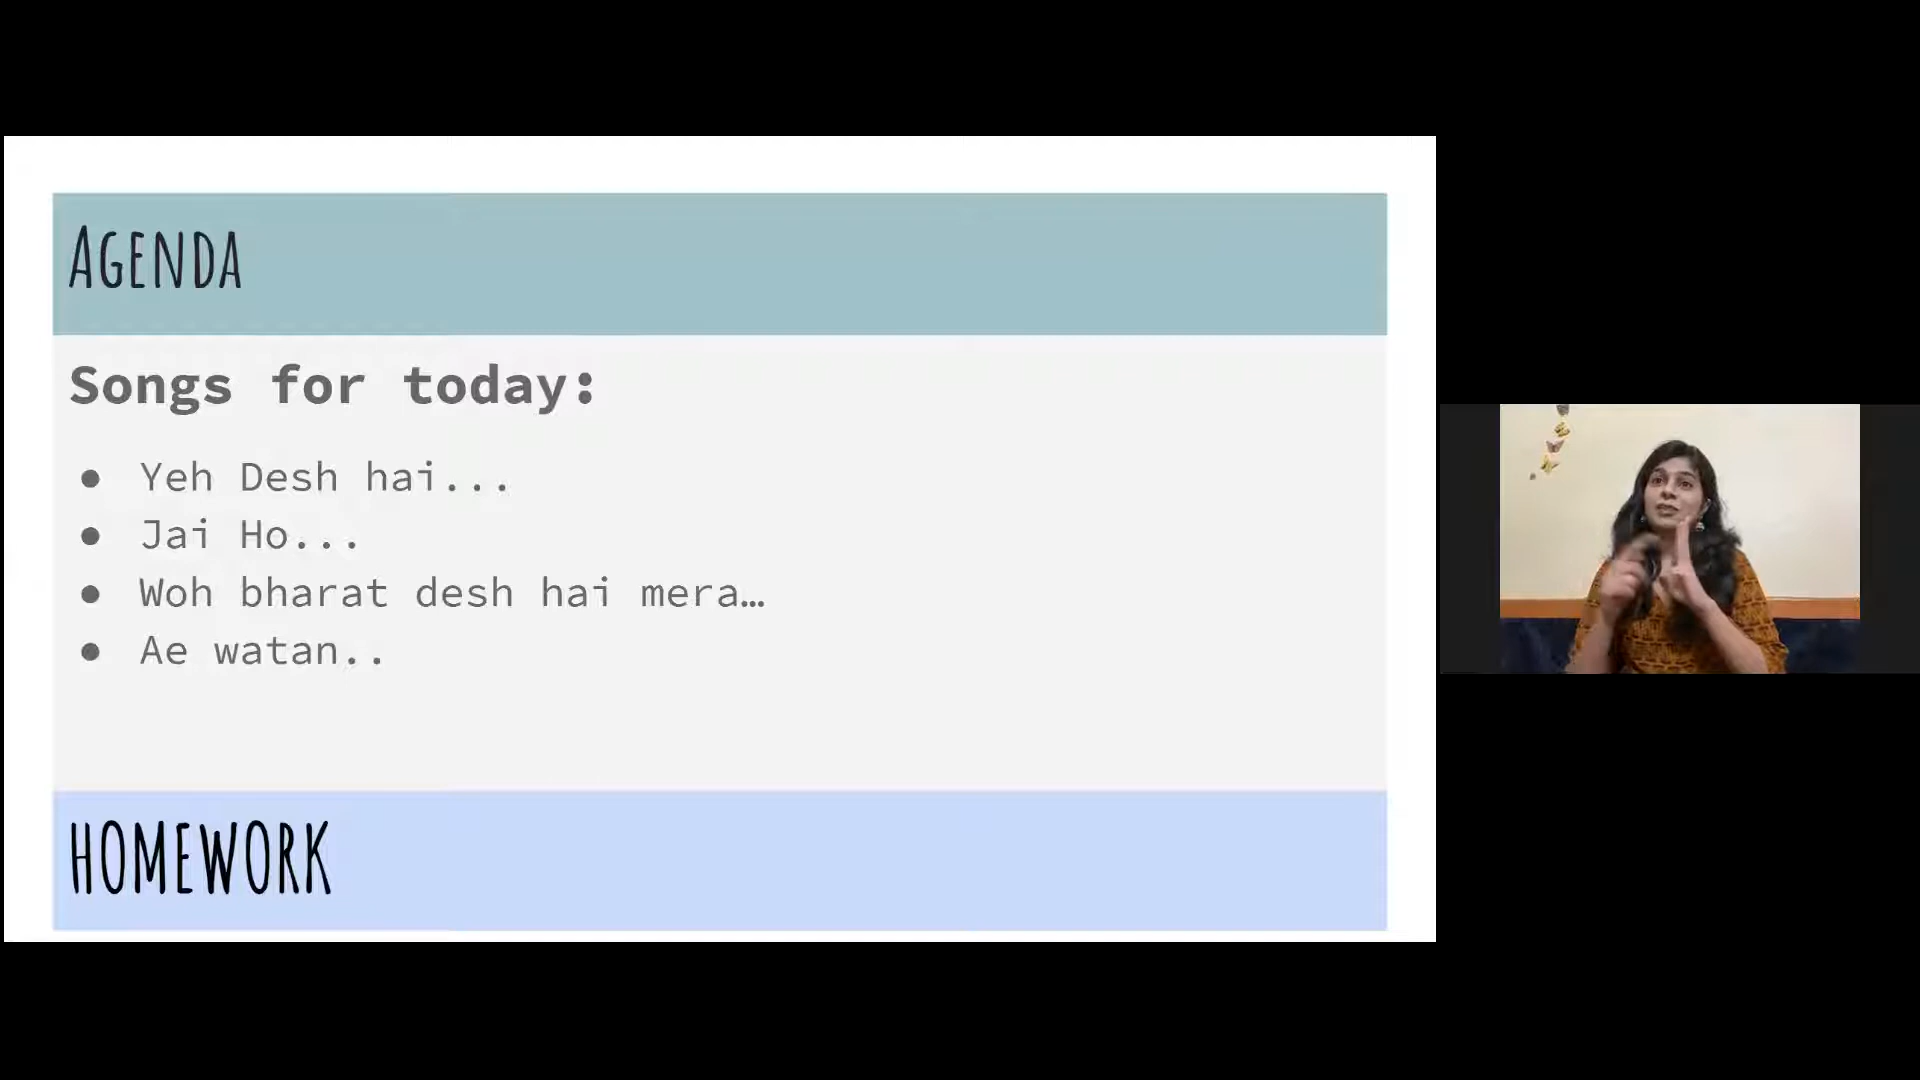 AGENDA
Songs for today:
● Yeh Desh hai...
● Jai Ho...
● Woh bharat desh hai mera…
● Ae watan..
HOMEWORK